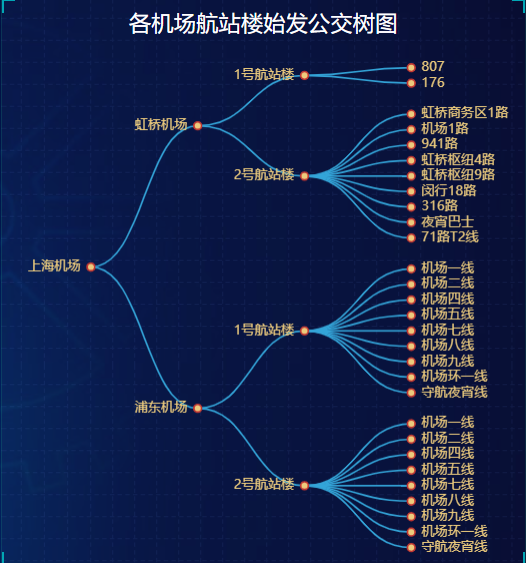 各机场航站楼始发公交树图
上海机场
虹桥机场
1号航站楼
807
176
2号航站楼
虹桥商务区1路
机场1路
941路
虹桥枢纽4路
虹桥枢纽9路
闵行18路
316路
夜宵巴士
71路T2线
浦东机场
1号航站楼
机场一线
机场二线
机场四线
机场五线
机场七线
机场八线
机场九线
机场环一线
守航夜宵线
2号航站楼
机场一线
机场二线
机场四线
机场五线
机场七线
机场八线
机场九线
机场环一线
守航夜宵线